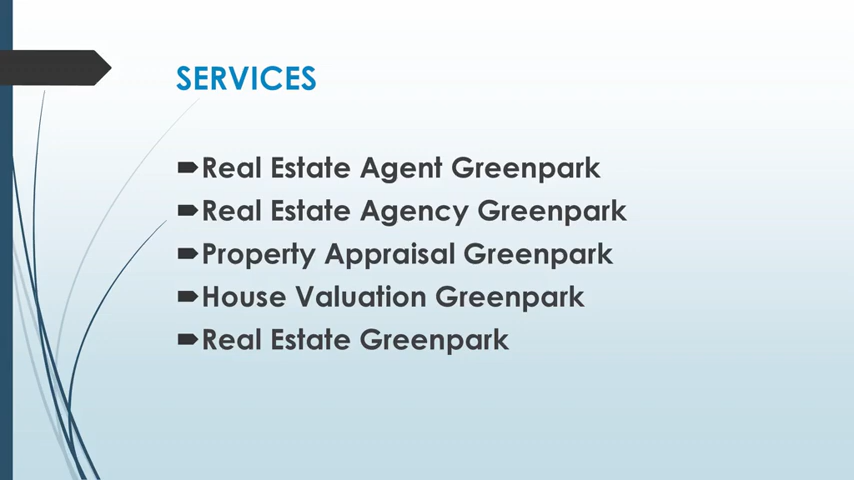 SERVICES
Real Estate Agent Greenpark
Real Estate Agency Greenpark
Property Appraisal Greenpark
House Valuation Greenpark
Real Estate Greenpark